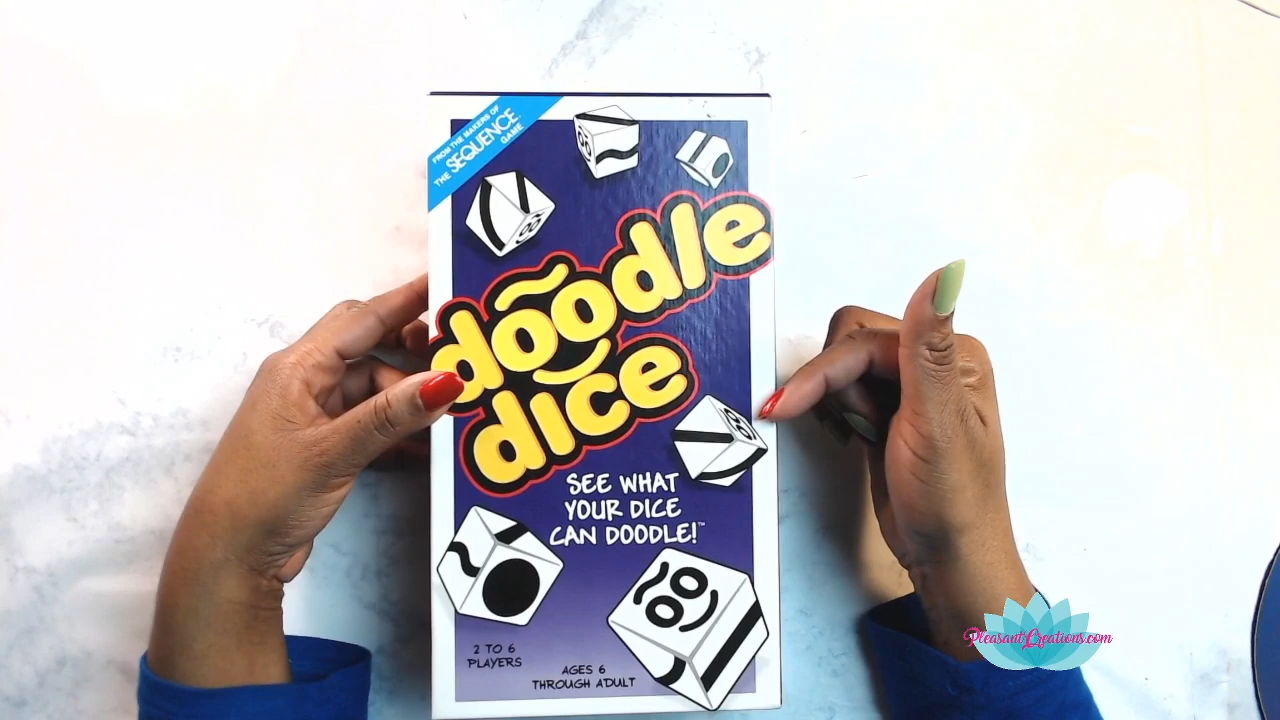 FROM THE MAKERS OF
THE SEQUENCE™
GAME
doodle
dice
SEE WHAT
YOUR DICE
CAN DOODLE!™
2 TO 6
PLAYERS
AGES 6
THROUGH ADULT
PleasantCreations.com